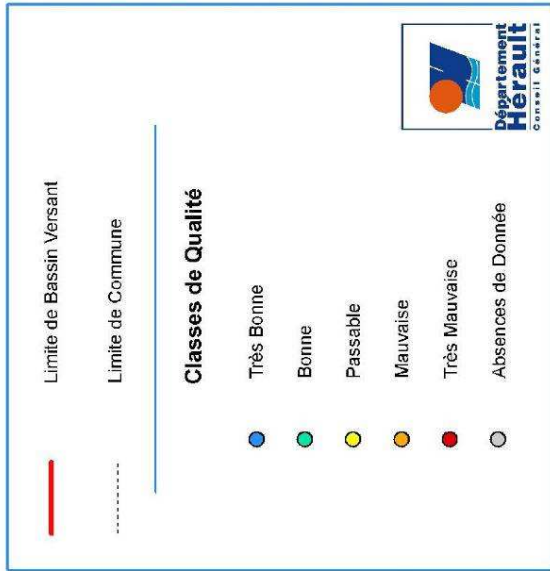 Limite de Bassin Versant
Limite de Commune
Classes de Qualité
Très Bonne
Bonne
Passable
Mauvaise
Très Mauvaise
Absences de Donnée
Département
Hérault
Conseil Général